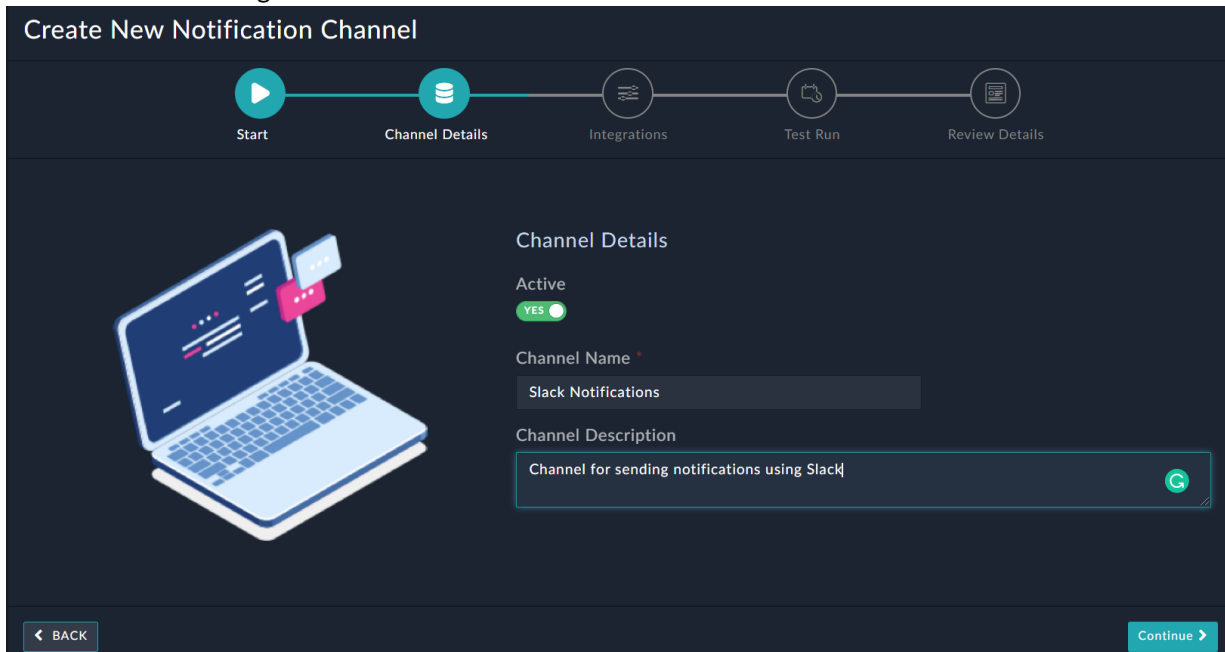 Create New Notification Channel
Start
Channel Details
Integrations
Test Run
Review Details
Channel Details
Active
YES
Channel Name *
Slack Notifications
Channel Description
Channel for sending notifications using Slack
G
BACK
Continue